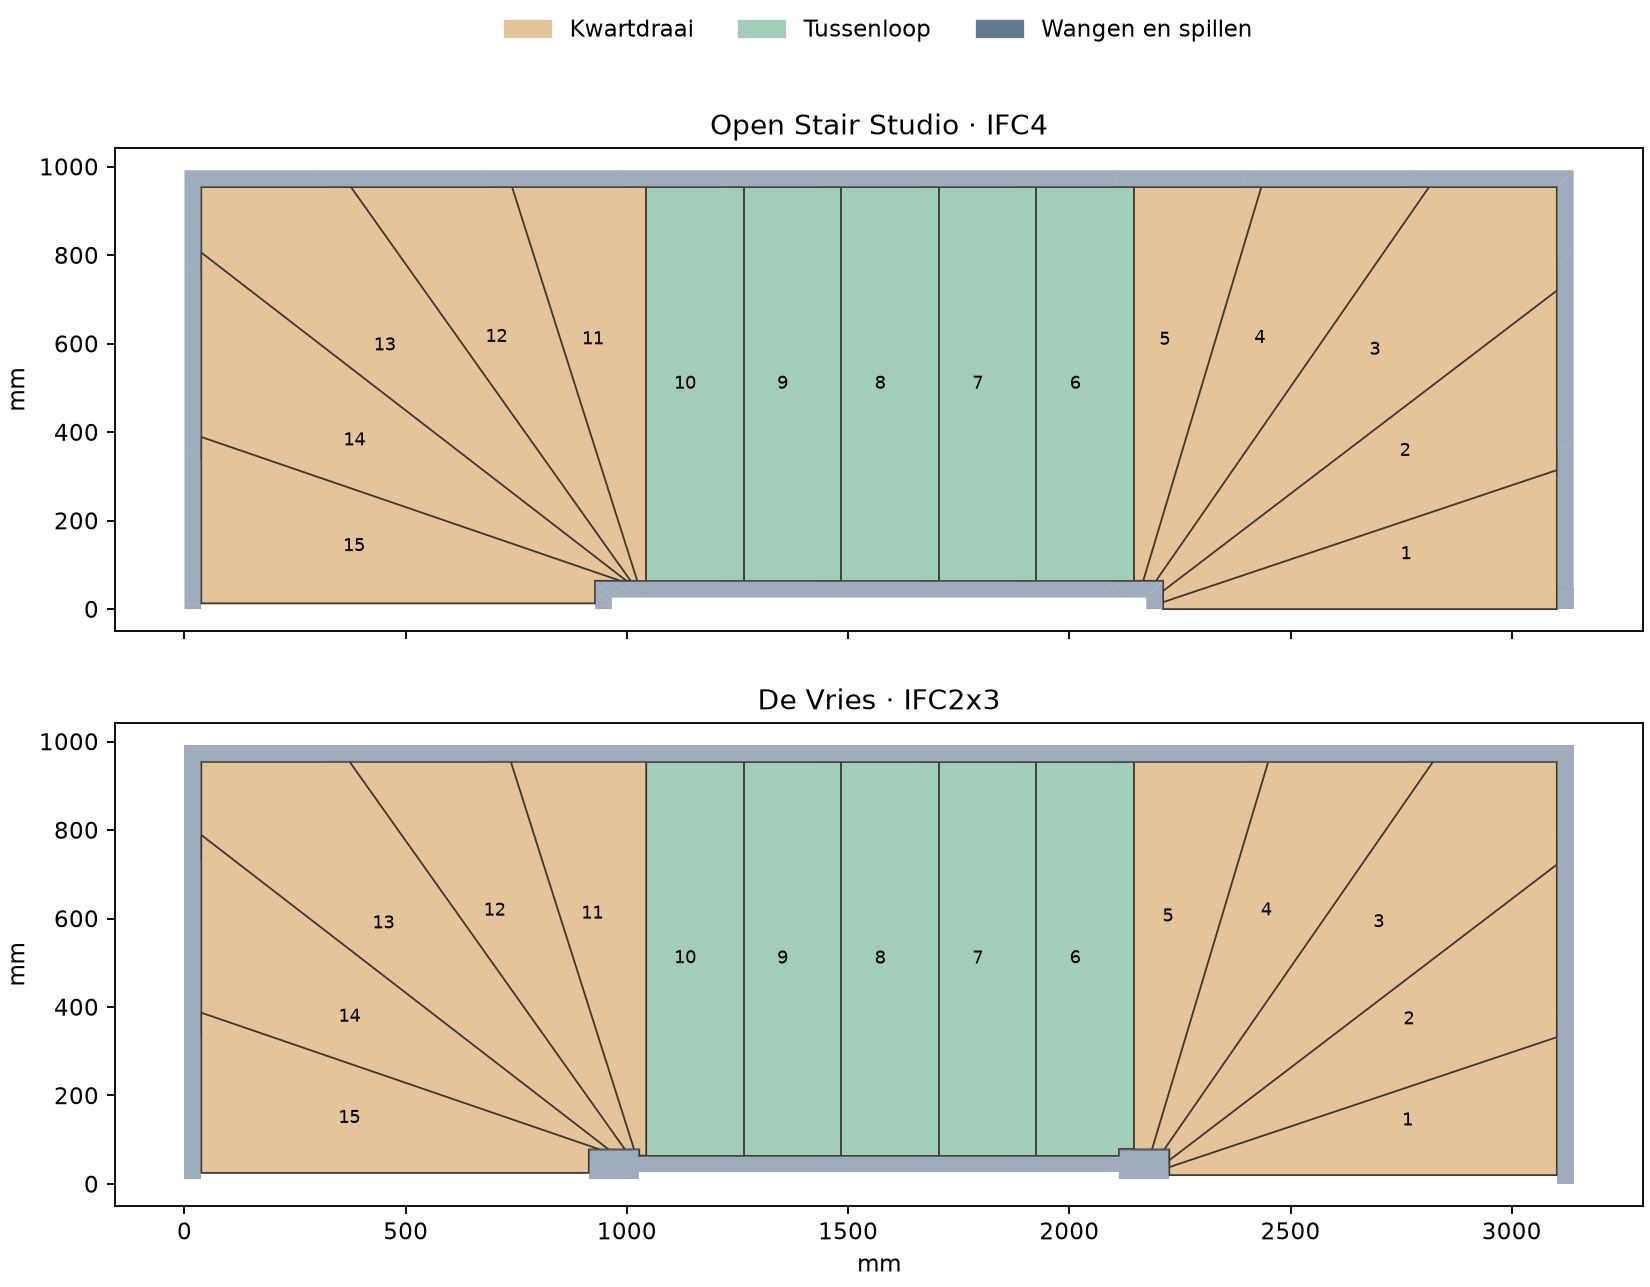 Kwartdraai Tussenloop Wangen en spillen
Open Stair Studio · IFC4
1000
800
600
400
200
0
mm
13 12 11 10 9 8 7 6 5 4 3
14 2
15 1
De Vries · IFC2x3
1000
800
600
400
200
0
mm
13 12 11 10 9 8 7 6 5 4 3
14 2
15 1
0 500 1000 1500 2000 2500 3000
mm